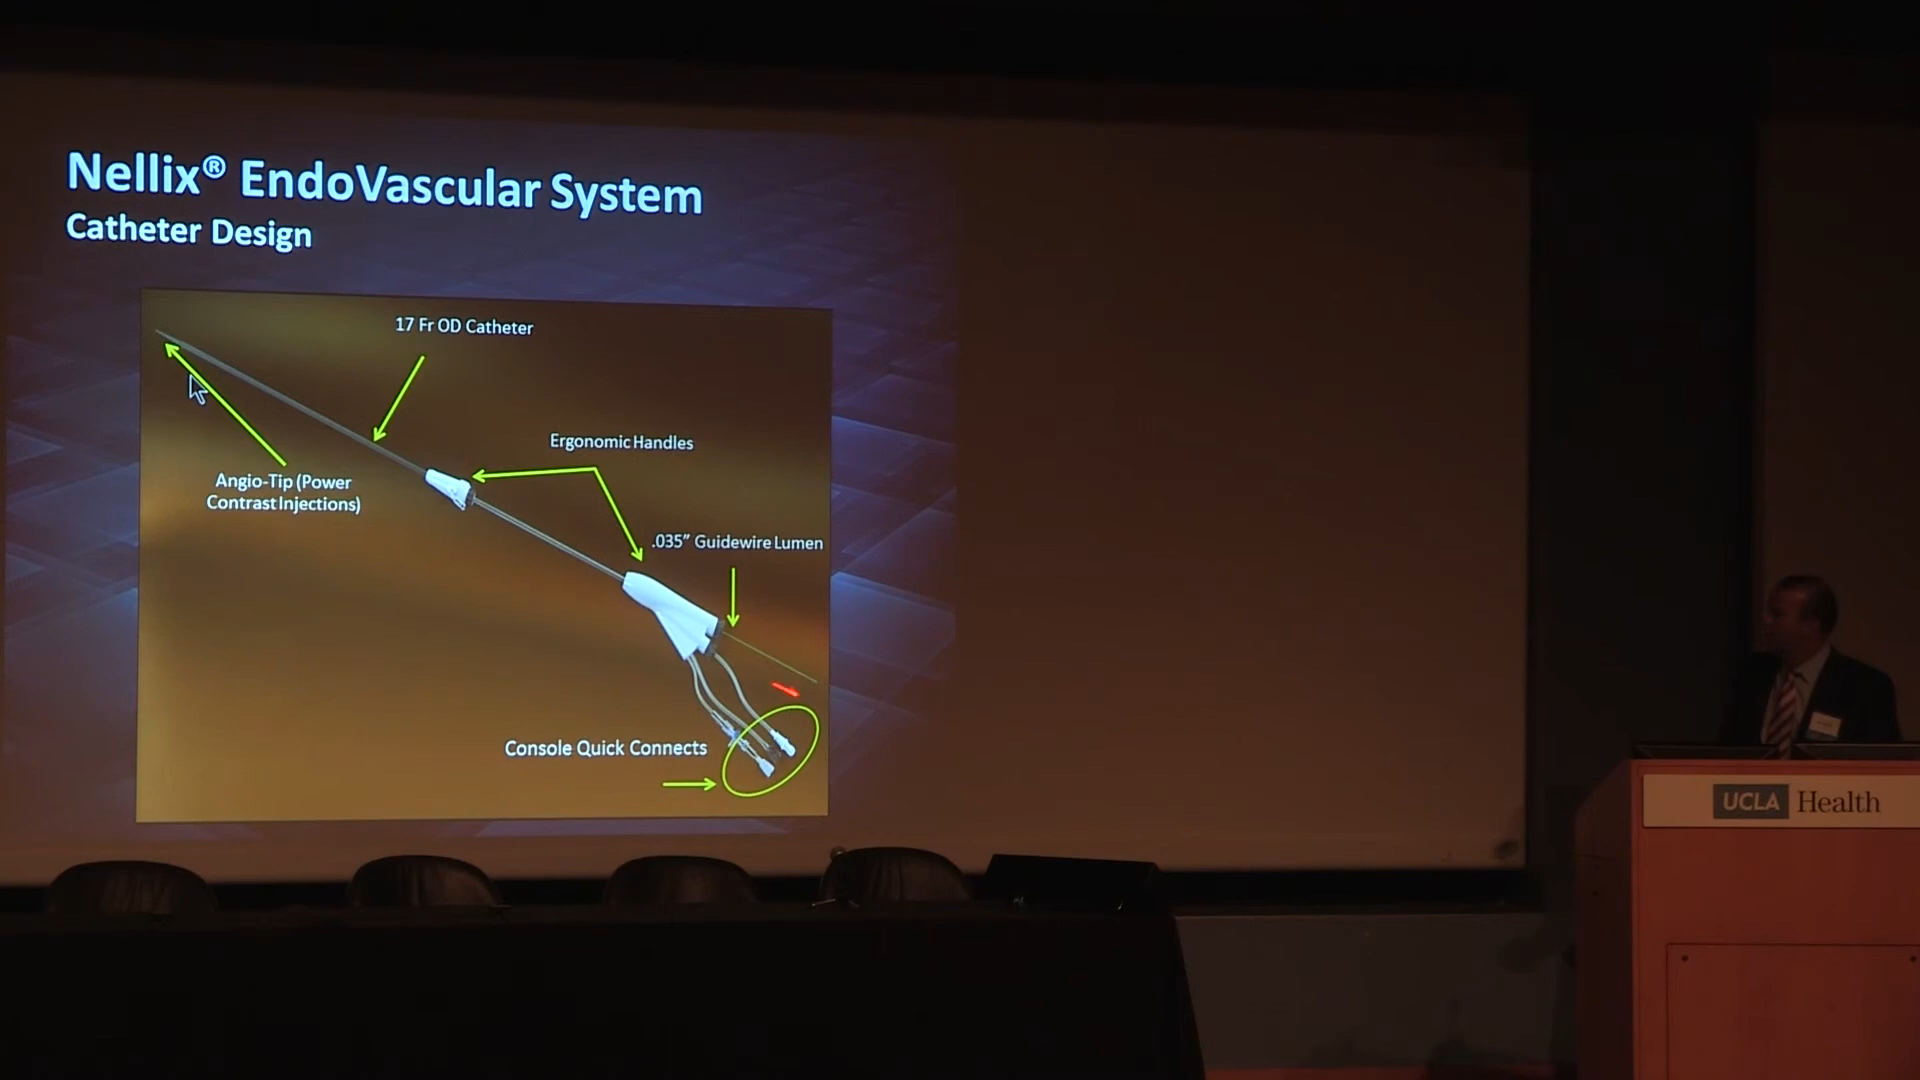 Nellix® EndoVascular System
Catheter Design
17 Fr OD Catheter
Ergonomic Handles
Angio-Tip (Power
Contrast Injections)
.035” Guidewire Lumen
Console Quick Connects
UCLA Health